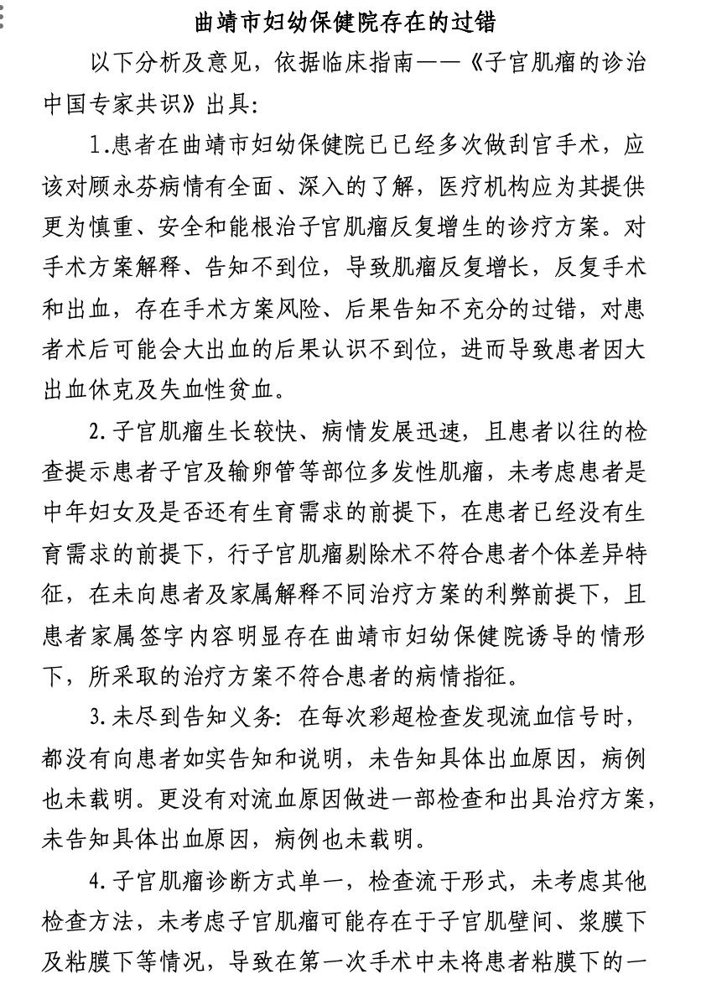 曲靖市妇幼保健院存在的过错
以下分析及意见，依据临床指南——《子宫肌瘤的诊治
中国专家共识》出具：
1.患者在曲靖市妇幼保健院已已经多次做刮宫手术，应
该对顾永芬病情有全面、深入的了解，医疗机构应为其提供
更为慎重、安全和能根治子宫肌瘤反复增生的诊疗方案。对
手术方案解释、告知不到位，导致肌瘤反复增长，反复手术
和出血，存在手术方案风险、后果告知不充分的过错，对患
者术后可能会大出血的后果认识不到位，进而导致患者因大
出血休克及失血性贫血。
2.子宫肌瘤生长较快、病情发展迅速，且患者以往的检
查提示患者子宫及输卵管等部位多发性肌瘤，未考虑患者是
中年妇女及是否还有生育需求的前提下，在患者已经没有生
育需求的前提下，行子宫肌瘤剔除术不符合患者个体差异特
征，在未向患者及家属解释不同治疗方案的利弊前提下，且
患者家属签字内容明显存在曲靖市妇幼保健院诱导的情形
下，所采取的治疗方案不符合患者的病情指征。
3.未尽到告知义务：在每次彩超检查发现流血信号时，
都没有向患者如实告知和说明，未告知具体出血原因，病例
也未载明。更没有对流血原因做进一部检查和出具治疗方案，
未告知具体出血原因，病例也未载明。
4.子宫肌瘤诊断方式单一，检查流于形式，未考虑其他
检查方法，未考虑子宫肌瘤可能存在于子宫肌壁间、浆膜下
及粘膜下等情况，导致在第一次手术中未将患者粘膜下的一